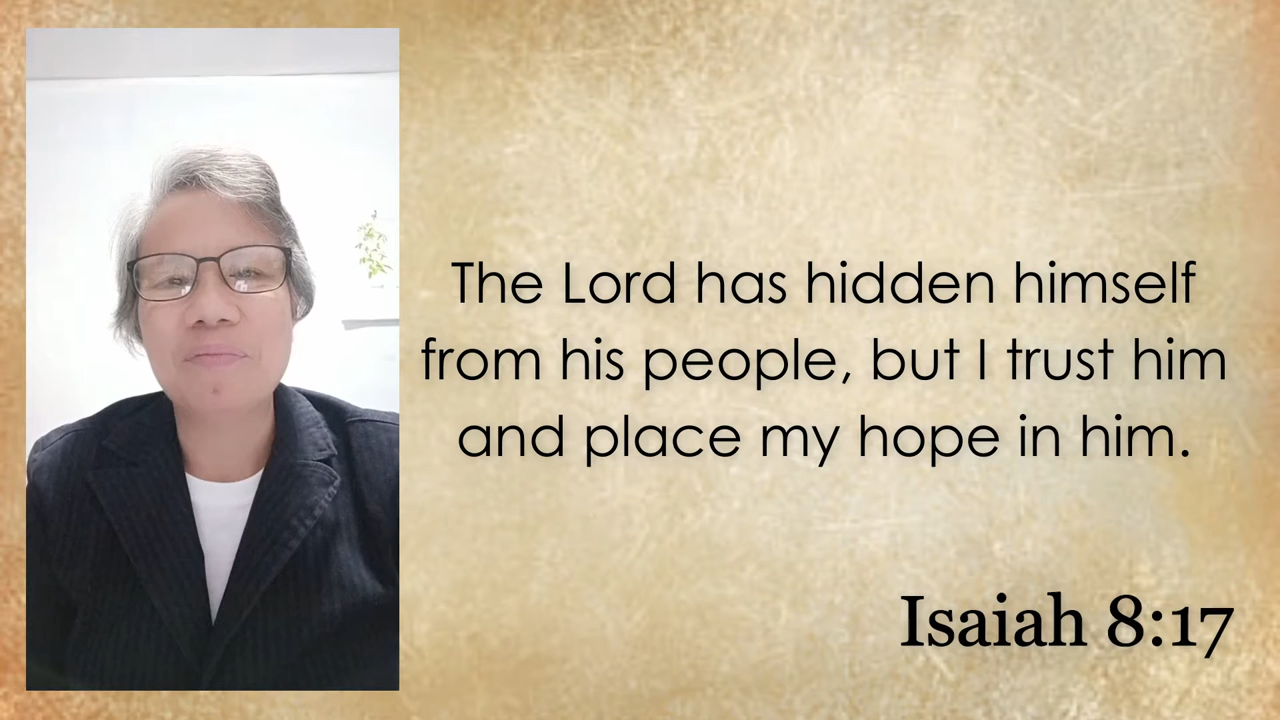 The Lord has hidden himself
from his people, but I trust him
and place my hope in him.
Isaiah 8:17